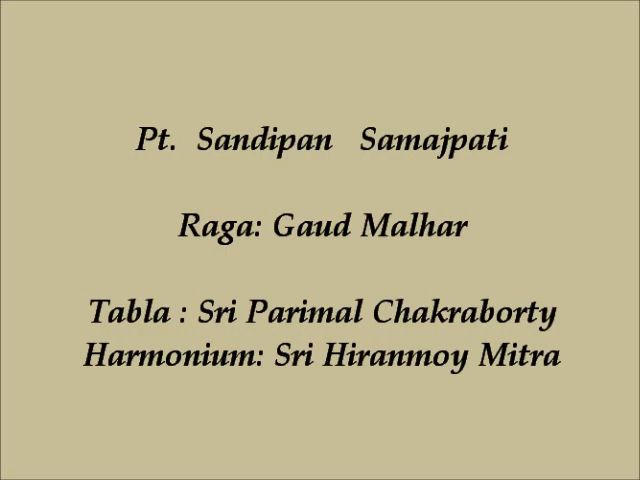 Pt. Sandipan Samajpati
Raga: Gaud Malhar
Tabla : Sri Parimal Chakraborty
Harmonium: Sri Hiranmoy Mitra